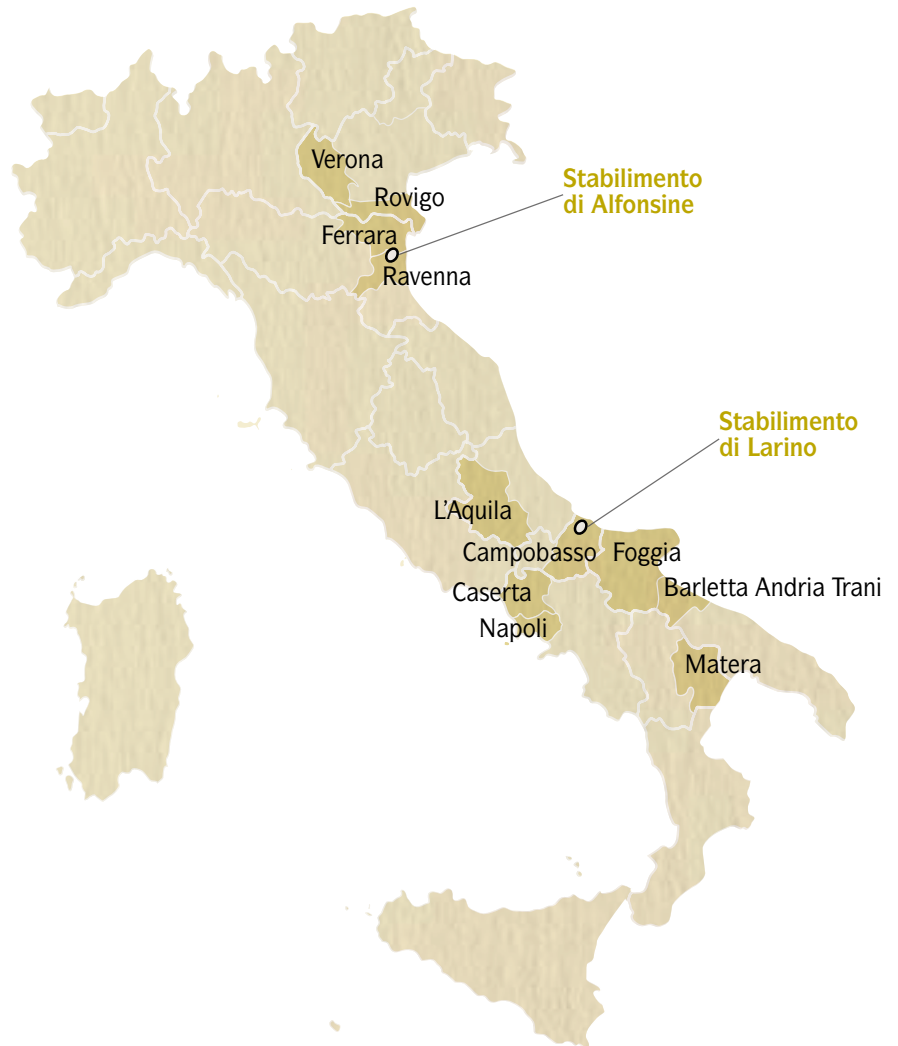 Verona
Stabilimento
di Alfonsine
Rovigo
Ferrara
Ravenna
Stabilimento
di Larino
L'Aquila
Campobasso
Foggia
Caserta
Barletta Andria Trani
Napoli
Matera